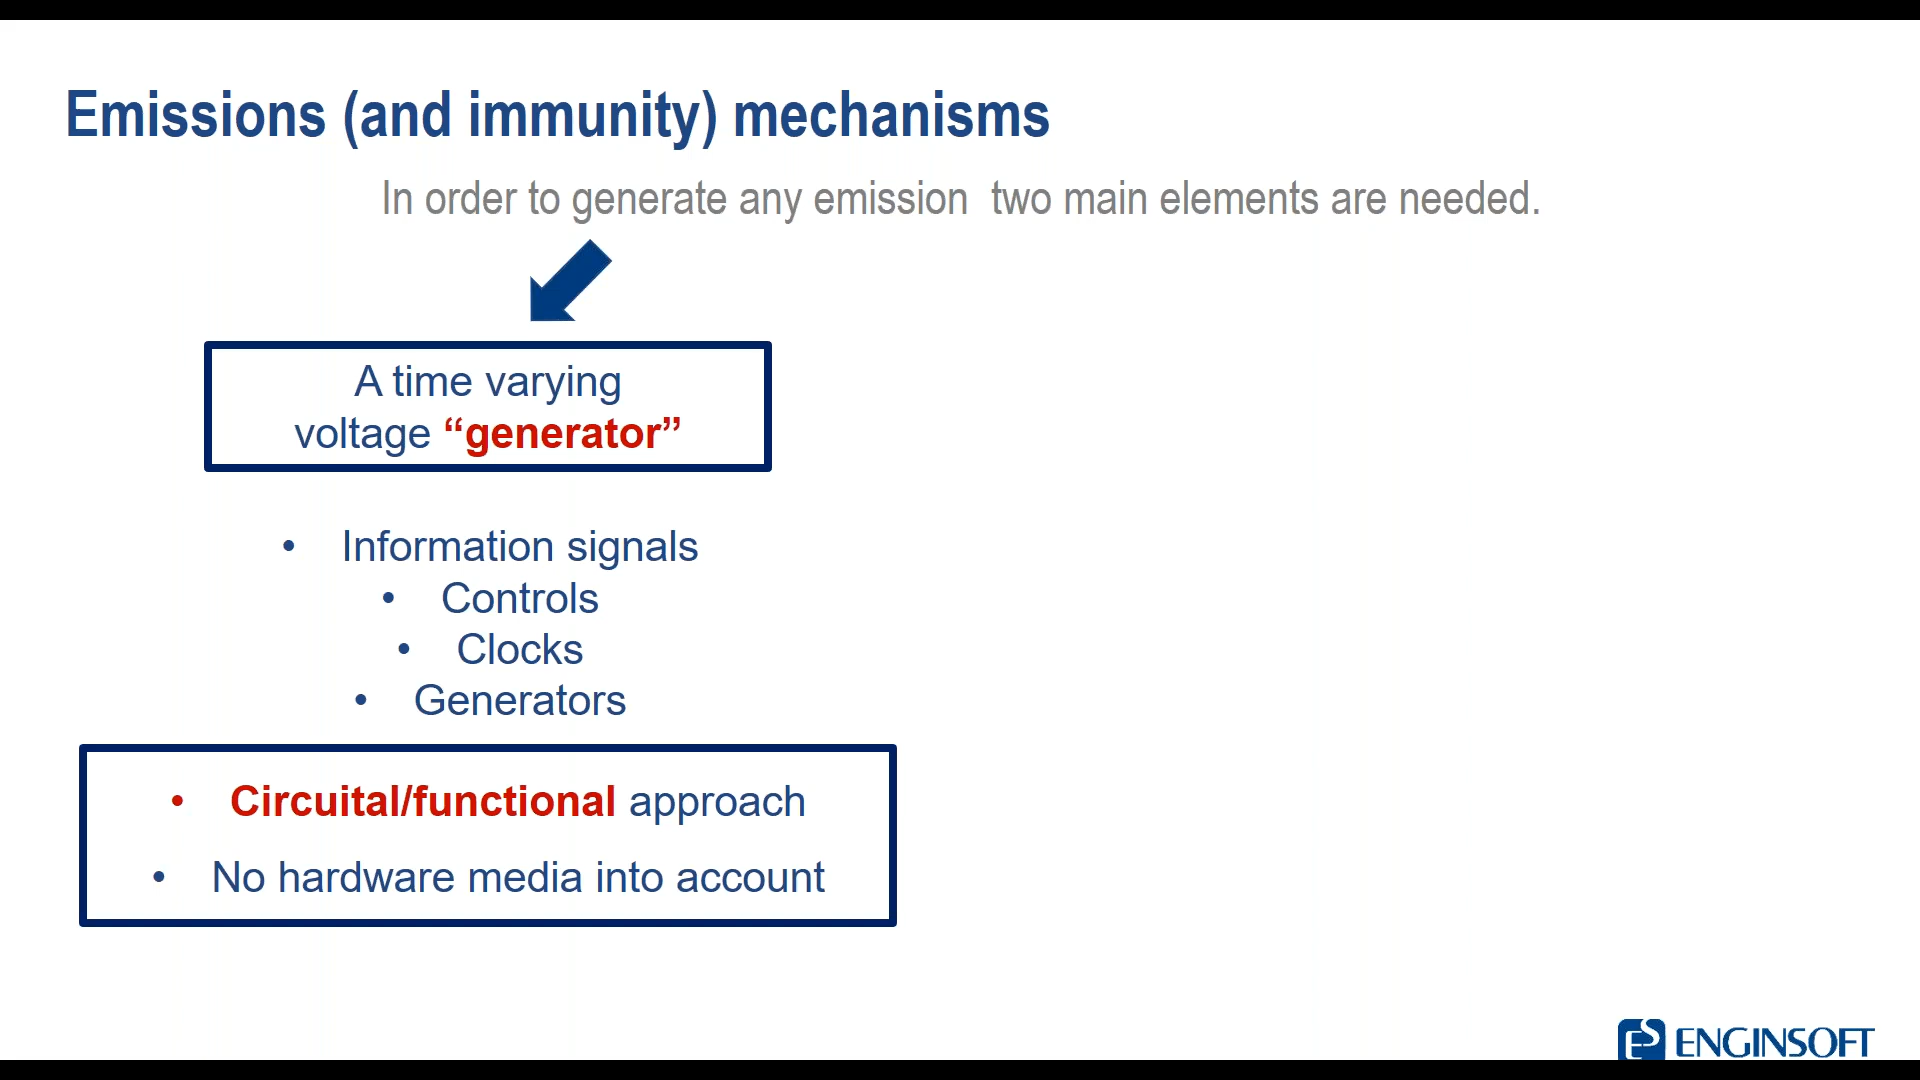 Emissions (and immunity) mechanisms
In order to generate any emission  two main elements are needed.
A time varying
voltage “generator”
• Information signals
• Controls
• Clocks
• Generators
• Circuital/functional approach
• No hardware media into account
ES ENGINSOFT